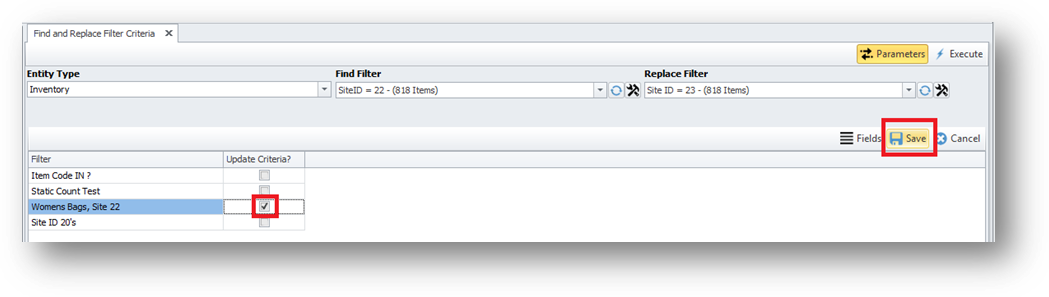 Find and Replace Filter Criteria
Parameters Execute
Entity Type Find Filter Replace Filter
Inventory SiteID = 22 - (818 Items) Site ID = 23 - (818 Items)
Fields Save Cancel
Filter Update Criteria?
Item Code IN ?
Static Count Test
Womens Bags, Site 22
Site ID 20's